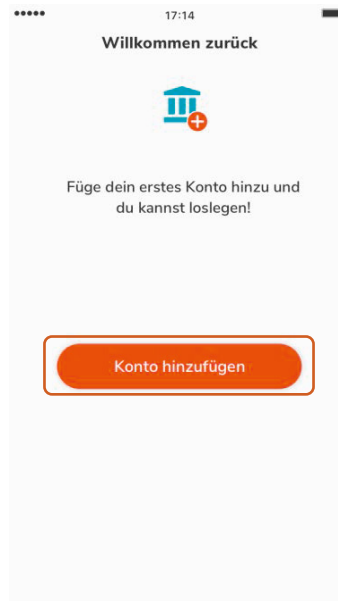 17:14
Willkommen zurück
Füge dein erstes Konto hinzu und
du kannst loslegen!
Konto hinzufügen